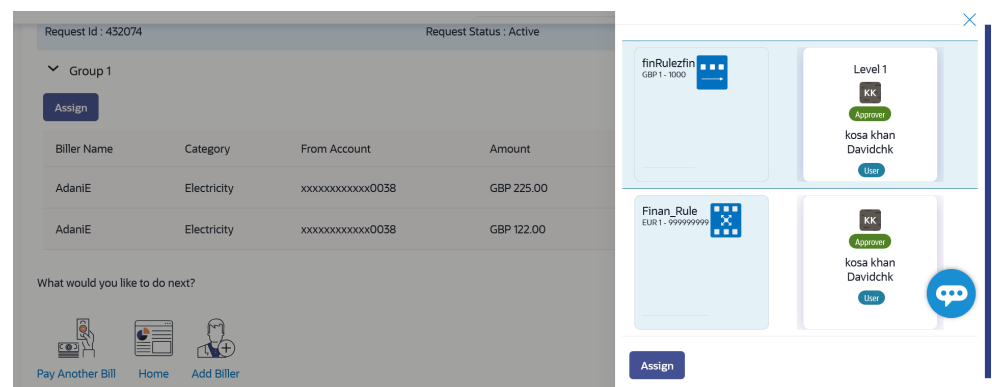 Request Id : 432074
Request Status : Active
Group 1
Assign
Biller Name Category From Account Amount
AdaniE Electricity xxxxxxxxxxxx0038 GBP 225.00
AdaniE Electricity xxxxxxxxxxxx0038 GBP 122.00
What would you like to do next?
Pay Another Bill Home Add Biller
finRulezfin
GBP 1 - 1000
Level 1
KK
Approver
kosa khan
Davidchk
User
Finan_Rule
EUR 1 - 999999999
KK
Approver
kosa khan
Davidchk
User
Assign